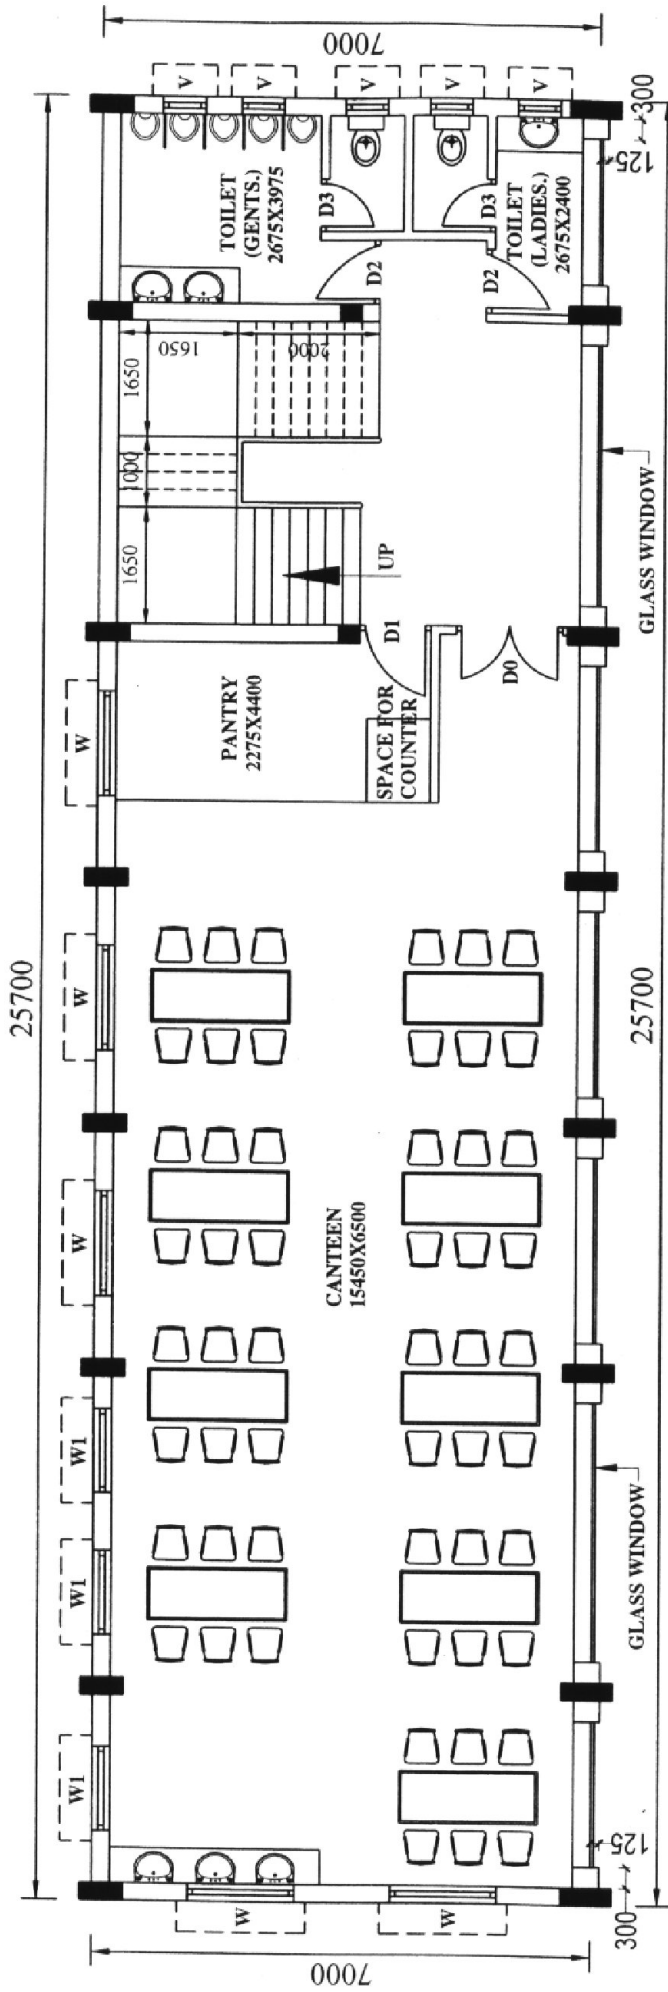 7000
V
V
V
V
V
300
125
TOILET
(GENTS.)
2675X3975
D3
D3
TOILET
(LADIES.)
2675X2400
D2
D2
1650
2000
1650
1000
1650
UP
GLASS WINDOW
D1
D0
W
PANTRY
2275X4400
SPACE FOR
COUNTER
25700
25700
W
W
CANTEEN
15450X6500
W1
W1
W1
GLASS WINDOW
125
300
W
W
7000